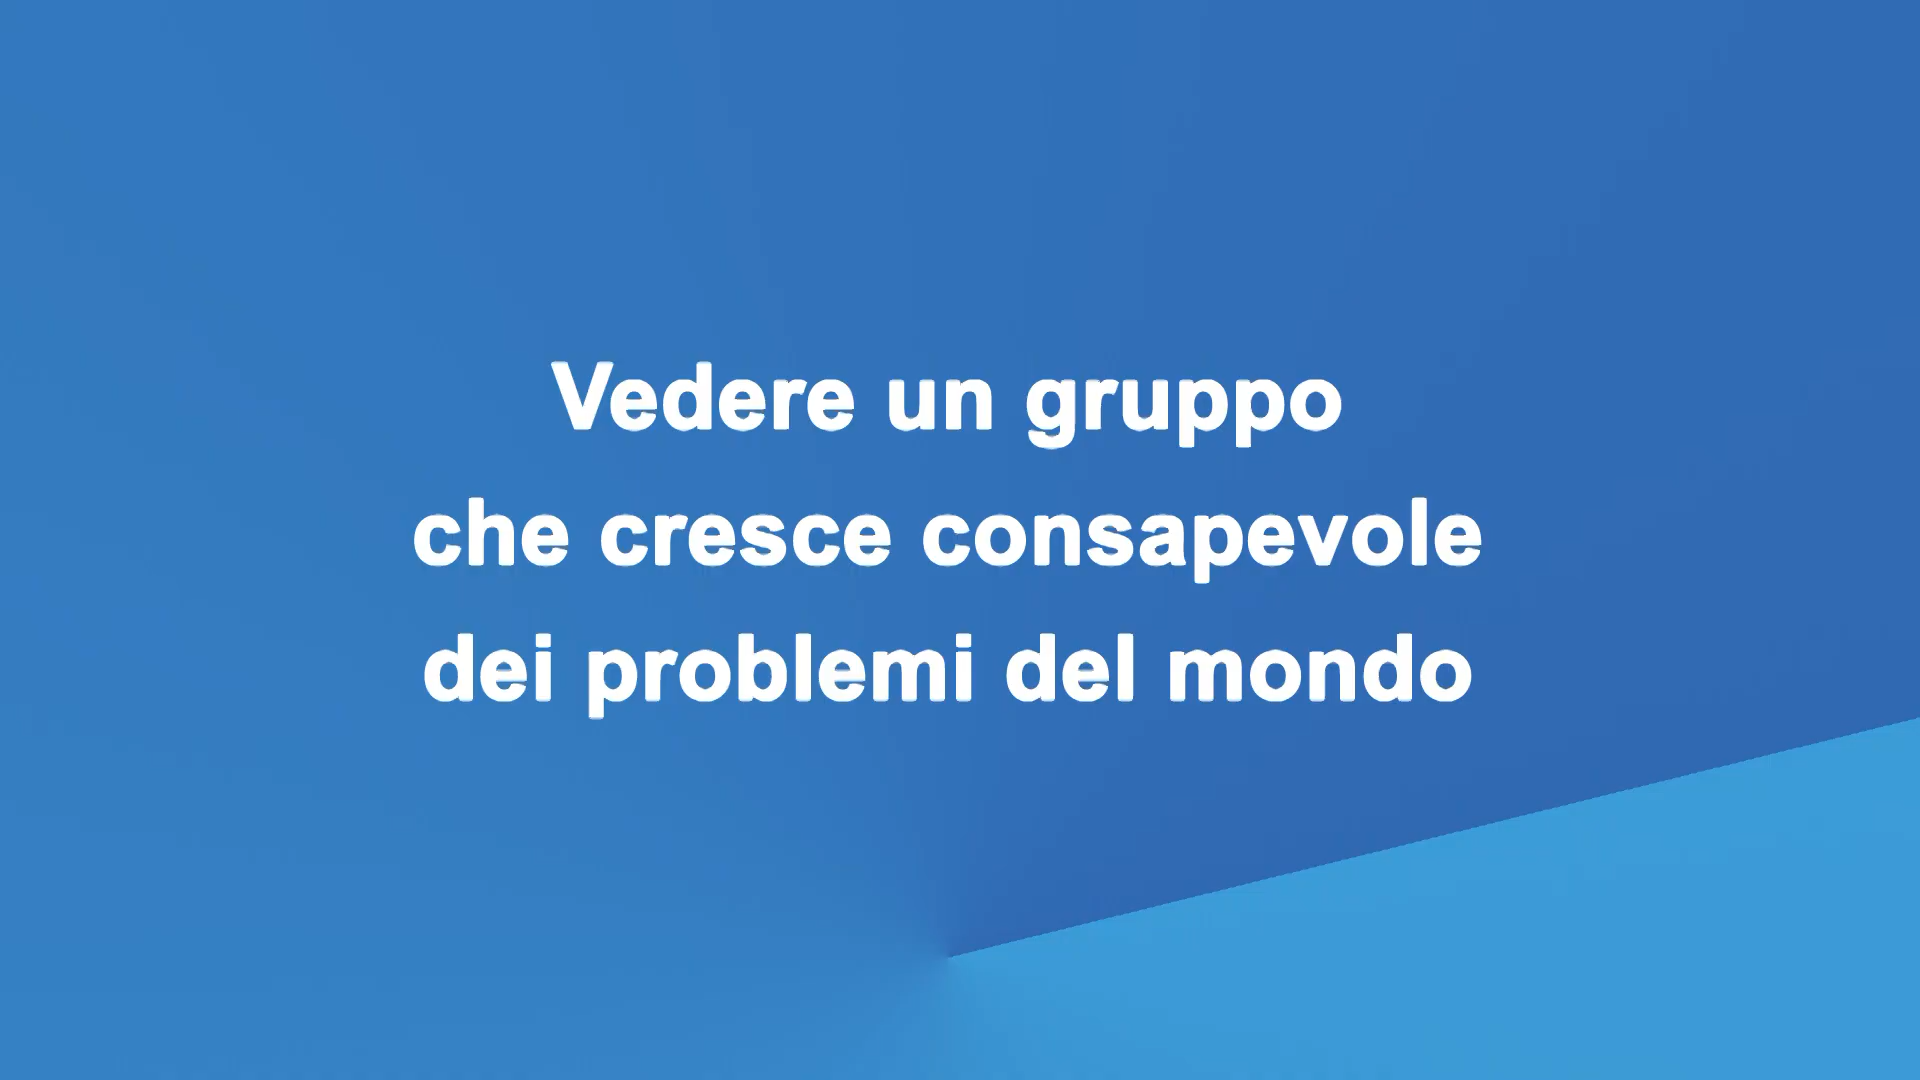 Vedere un gruppo
che cresce consapevole
dei problemi del mondo